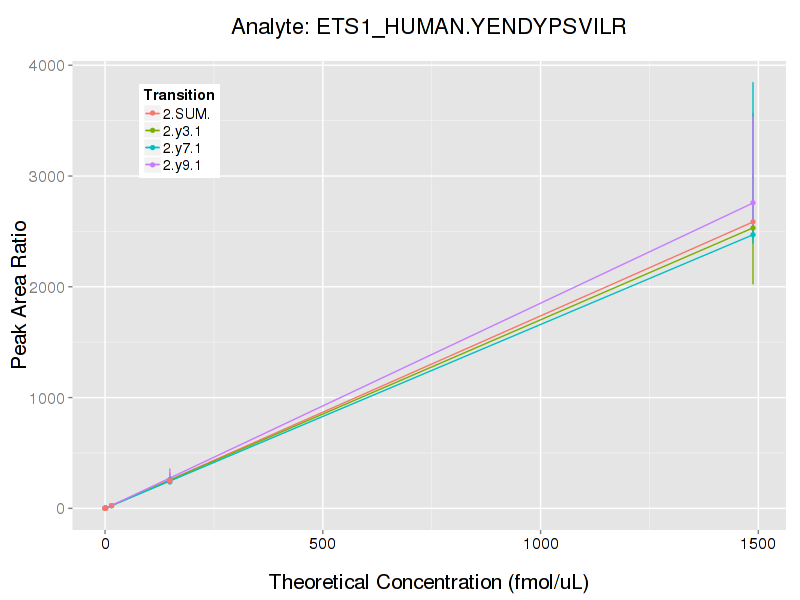 Analyte: ETS1_HUMAN.YENDYPSVILR
Peak Area Ratio
4000
3000
2000
1000
0
Transition
2.SUM.
2.y3.1
2.y7.1
2.y9.1
0
500
1000
1500
Theoretical Concentration (fmol/uL)